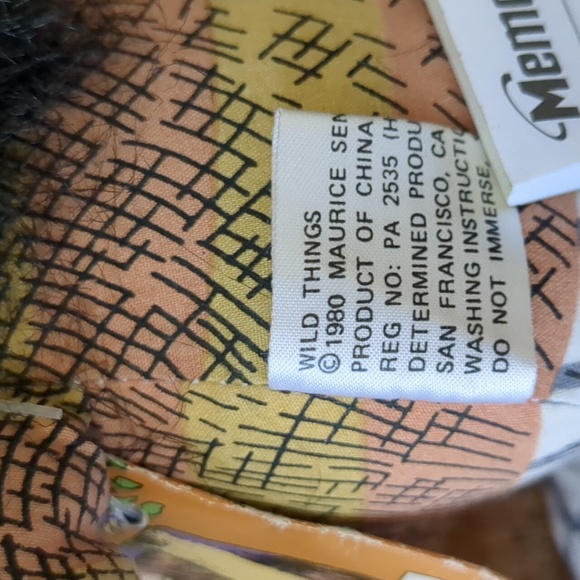 WILD THINGS
©1980 MAURICE SEN
PRODUCT OF CHINA,
REG NO: PA 2535 (H
DETERMINED PRODU
SAN FRANCISCO, CA
WASHING INSTRUCTIO
DO NOT IMMERSE,
Mem